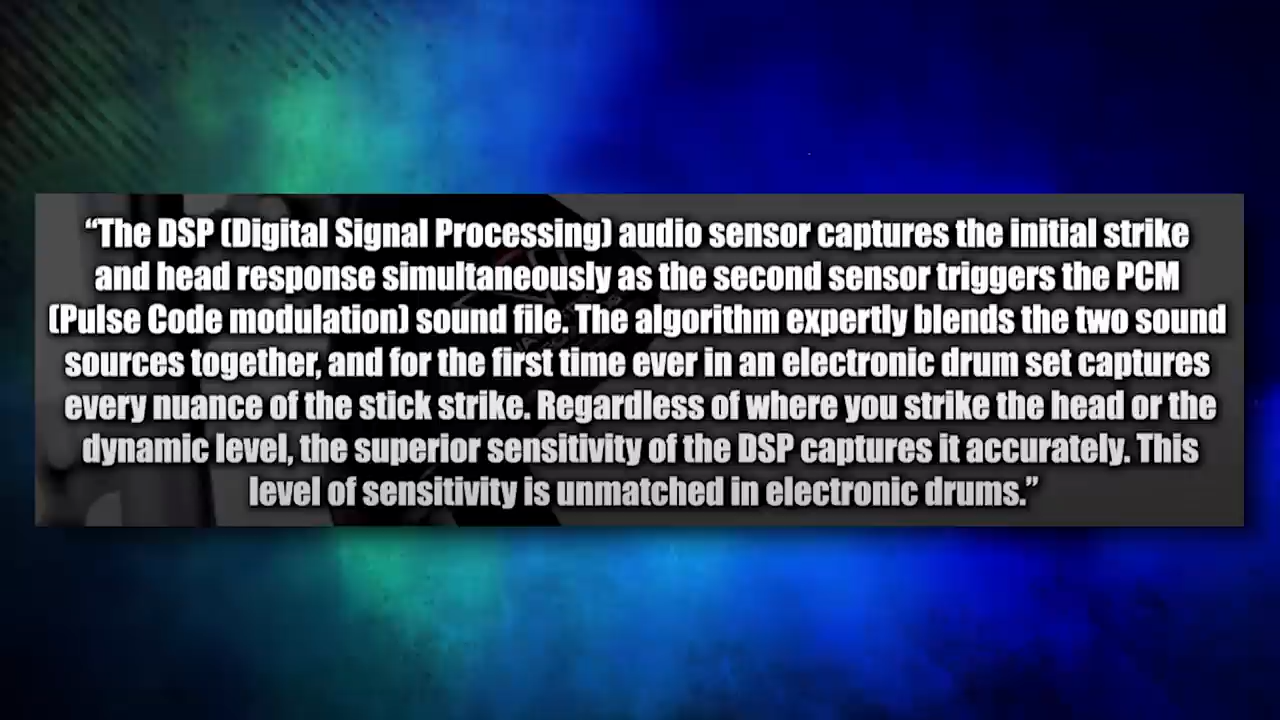 “The DSP (Digital Signal Processing) audio sensor captures the initial strike
and head response simultaneously as the second sensor triggers the PCM
(Pulse Code modulation) sound file. The algorithm expertly blends the two sound
sources together, and for the first time ever in an electronic drum set captures
every nuance of the stick strike. Regardless of where you strike the head or the
dynamic level, the superior sensitivity of the DSP captures it accurately. This
level of sensitivity is unmatched in electronic drums.”